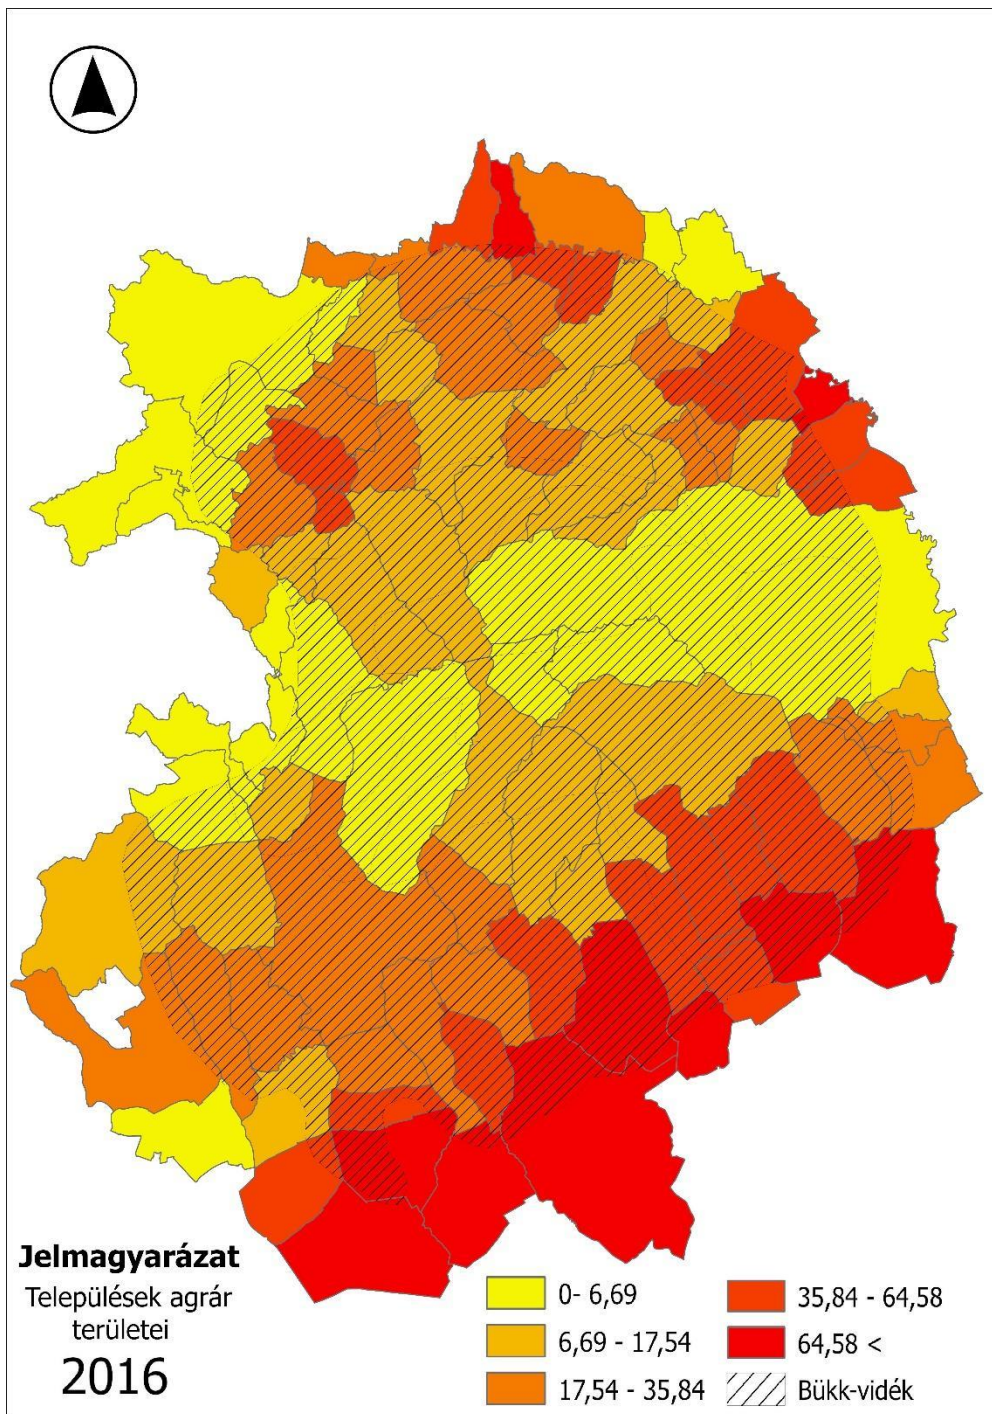 Jelmagyarázat
Települések agrár
területei
2016
0- 6,69
6,69 - 17,54
17,54 - 35,84
35,84 - 64,58
64,58 <
Bükk-vidék